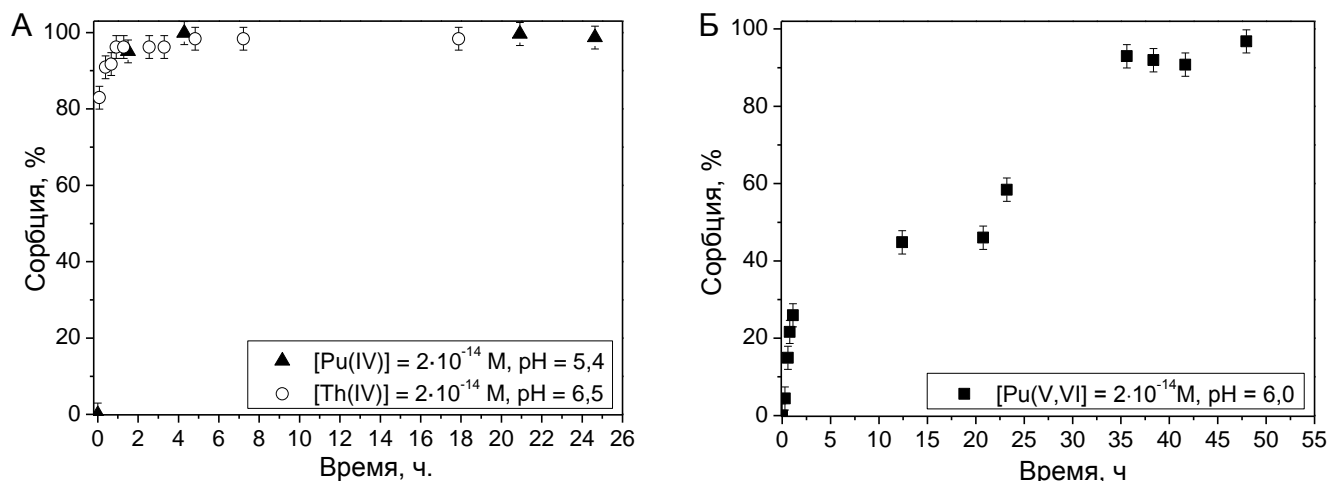 А
Сорбция, %
100
80
60
40
20
0
[Pu(IV)] = 2·10⁻¹⁴ M, pH = 5,4
[Th(IV)] = 2·10⁻¹⁴ M, pH = 6,5
0 2 4 6 8 10 12 14 16 18 20 22 24 26
Время, ч.
Б
Сорбция, %
100
80
60
40
20
0
[Pu(V,VI] = 2·10⁻¹⁴M, pH = 6,0
0 5 10 15 20 25 30 35 40 45 50 55
Время, ч